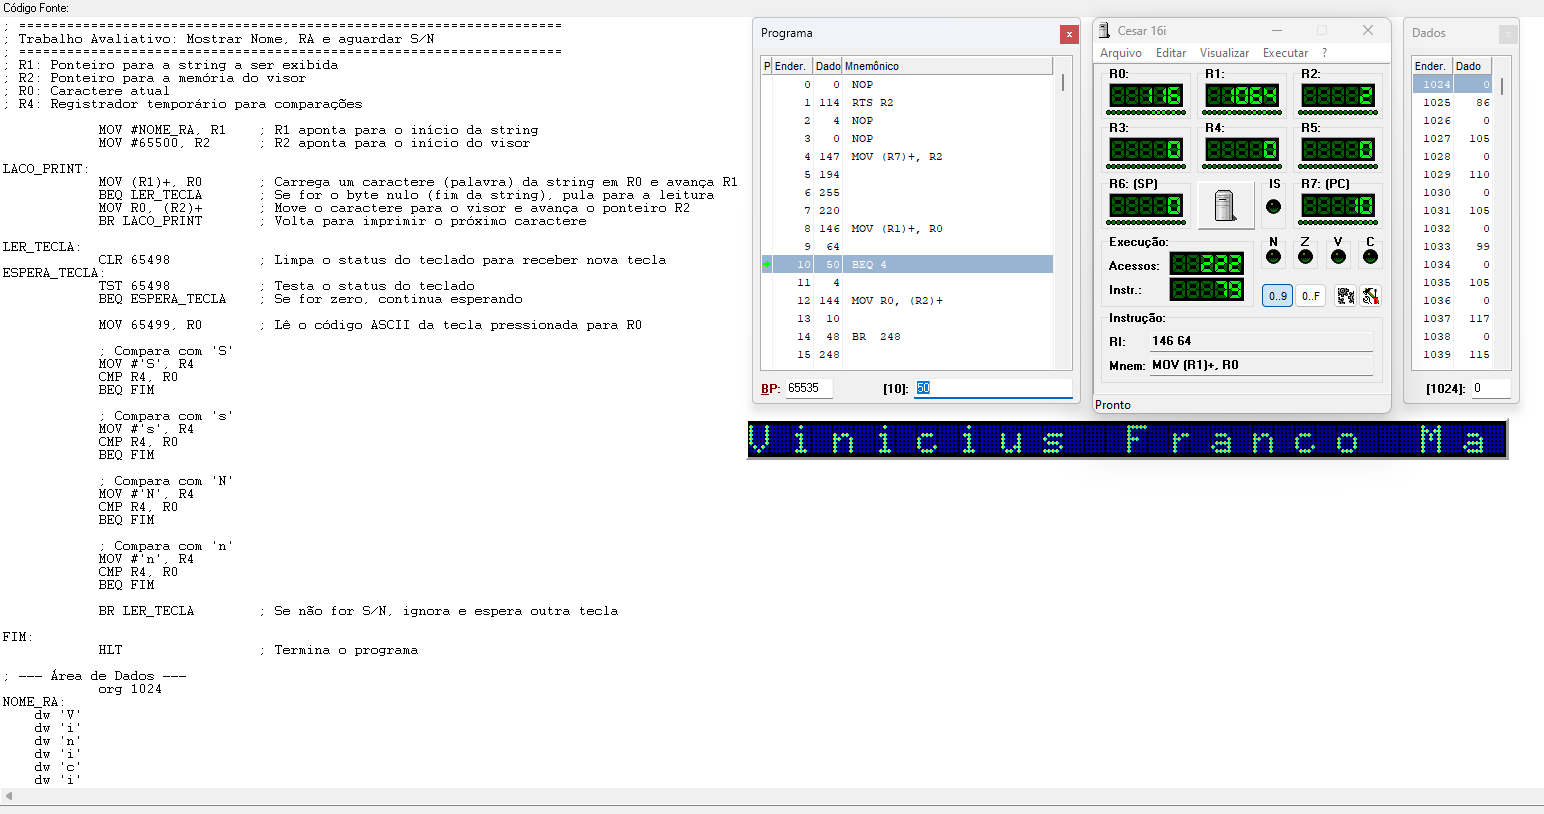 Código Fonte:
; ====================================================================
; Trabalho Avaliativo: Mostrar Nome, RA e aguardar S/N
; ====================================================================
; R1: Ponteiro para a string a ser exibida
; R2: Ponteiro para a memória do visor
; R0: Caractere atual
; R4: Registrador temporário para comparações
MOV #NOME_RA, R1 ; R1 aponta para o início da string
MOV #65500, R2 ; R2 aponta para o início do visor
LACO_PRINT:
MOV (R1)+, R0 ; Carrega um caractere (palavra) da string em R0 e avança R1
BEQ LER_TECLA ; Se for o byte nulo (fim da string), pula para a leitura
MOV R0, (R2)+ ; Move o caractere para o visor e avança o ponteiro R2
BR LACO_PRINT ; Volta para imprimir o próximo caractere
LER_TECLA:
CLR 65498 ; Limpa o status do teclado para receber nova tecla
ESPERA_TECLA:
TST 65498 ; Testa o status do teclado
BEQ ESPERA_TECLA ; Se for zero, continua esperando
MOV 65499, R0 ; Lê o código ASCII da tecla pressionada para R0
; Compara com 'S'
MOV #'S', R4
CMP R4, R0
BEQ FIM
; Compara com 's'
MOV #'s', R4
CMP R4, R0
BEQ FIM
; Compara com 'N'
MOV #'N', R4
CMP R4, R0
BEQ FIM
; Compara com 'n'
MOV #'n', R4
CMP R4, R0
BEQ FIM
BR LER_TECLA ; Se não for S/N, ignora e espera outra tecla
FIM:
HLT ; Termina o programa
; --- Área de Dados ---
org 1024
NOME_RA:
dw 'V'
dw 'i'
dw 'n'
dw 'i'
dw 'c'
dw 'i'
Programa
P Ender. Dado Mnemônico
0 0 NOP
1 114 RTS R2
2 4 NOP
3 0 NOP
4 147 MOV (R7)+, R2
5 194
6 255
7 220
8 146 MOV (R1)+, R0
9 64
10 50 BEQ 4
11 4
12 144 MOV R0, (R2)+
13 10
14 48 BR 248
15 248
BP: 65535 [10]: 50
Cesar 16i
Arquivo Editar Visualizar Executar ?
R0: R1: R2:
116 1064 2
R3: R4: R5:
0 0 0
R6: (SP) IS R7: (PC)
0 10
Execução: N Z V C
Acessos: 222
Instr.: 79
0..9 0..F
Instrução:
RI: 146 64
Mnem: MOV (R1)+, R0
Pronto
Dados
Ender. Dado
1024 0
1025 86
1026 0
1027 105
1028 0
1029 110
1030 0
1031 105
1032 0
1033 99
1034 0
1035 105
1036 0
1037 117
1038 0
1039 115
[1024]: 0
Vinicius Franco Ma